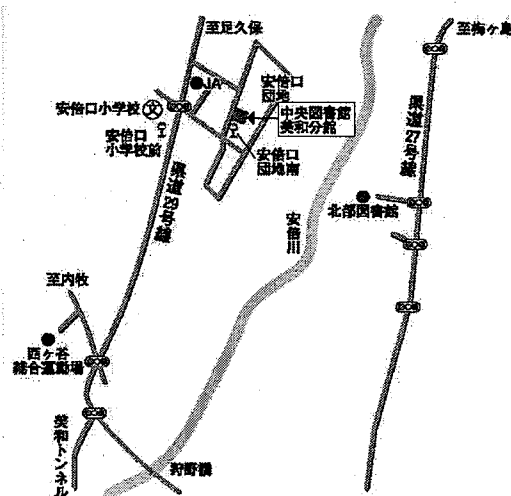 至足久保
至梅ヶ島
JA
安倍口
団地
安倍口小学校
文
中央図書館
美和分館
安倍口
小学校前
安倍口
団地南
県道27号線
県道29号線
北部図書館
安倍川
至内牧
西ヶ谷
総合運動場
美和トンネル
狩野橋